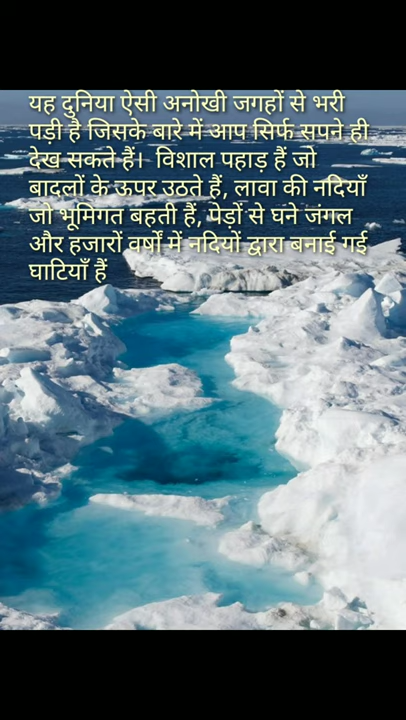 यह दुनिया ऐसी अनोखी जगहों से भरी
पड़ी है जिसके बारे में आप सिर्फ सपने ही
देख सकते हैं। विशाल पहाड़ हैं जो
बादलों के ऊपर उठते हैं, लावा की नदियाँ
जो भूमिगत बहती हैं, पेड़ों से घने जंगल
और हजारों वर्षों में नदियों द्वारा बनाई गई
घाटियाँ हैं